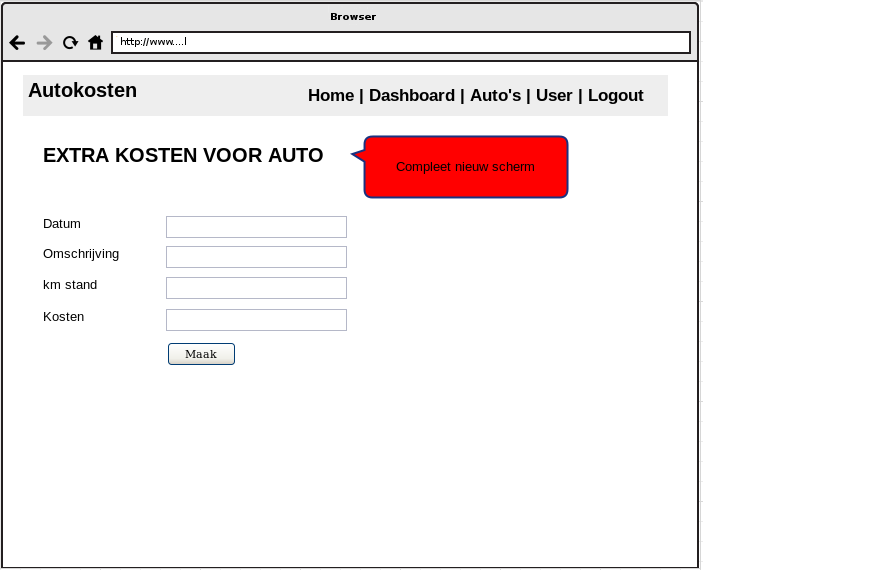 Browser
http://www....l
Autokosten
Home | Dashboard | Auto's | User | Logout
EXTRA KOSTEN VOOR AUTO
Compleet nieuw scherm
Datum
Omschrijving
km stand
Kosten
Maak